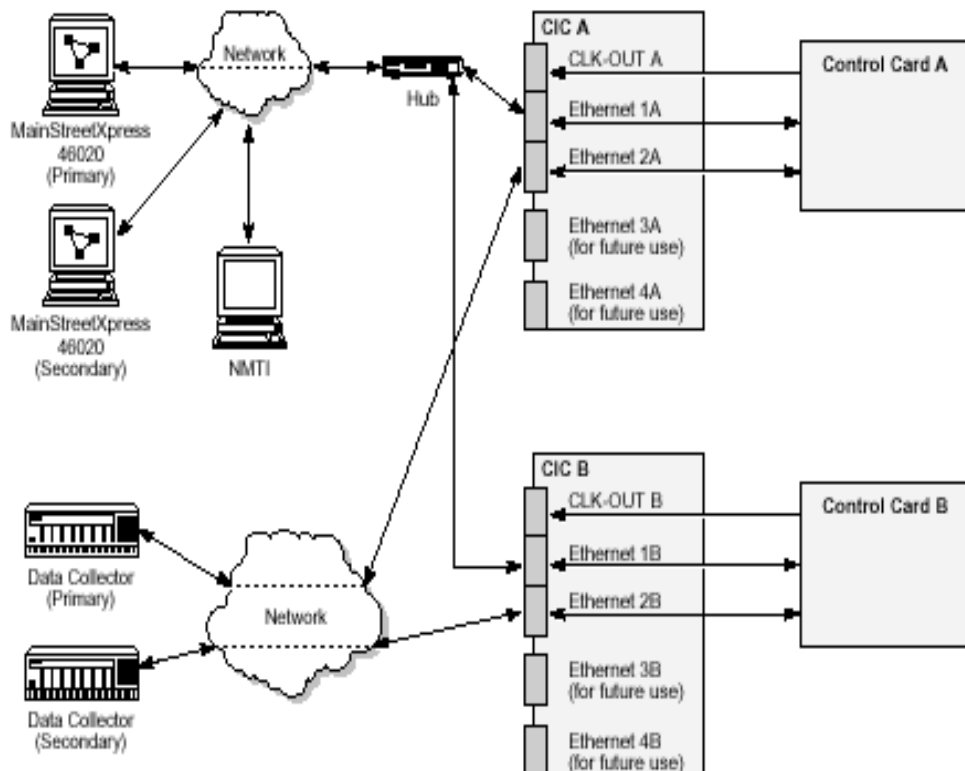 MainStreetXpress
46020
(Primary)
Network
Hub
MainStreetXpress
46020
(Secondary)
NMTI
CIC A
CLK-OUT A
Ethernet 1A
Ethernet 2A
Ethernet 3A
(for future use)
Ethernet 4A
(for future use)
Control Card A
Data Collector
(Primary)
Network
Data Collector
(Secondary)
CIC B
CLK-OUT B
Ethernet 1B
Ethernet 2B
Ethernet 3B
(for future use)
Ethernet 4B
(for future use)
Control Card B